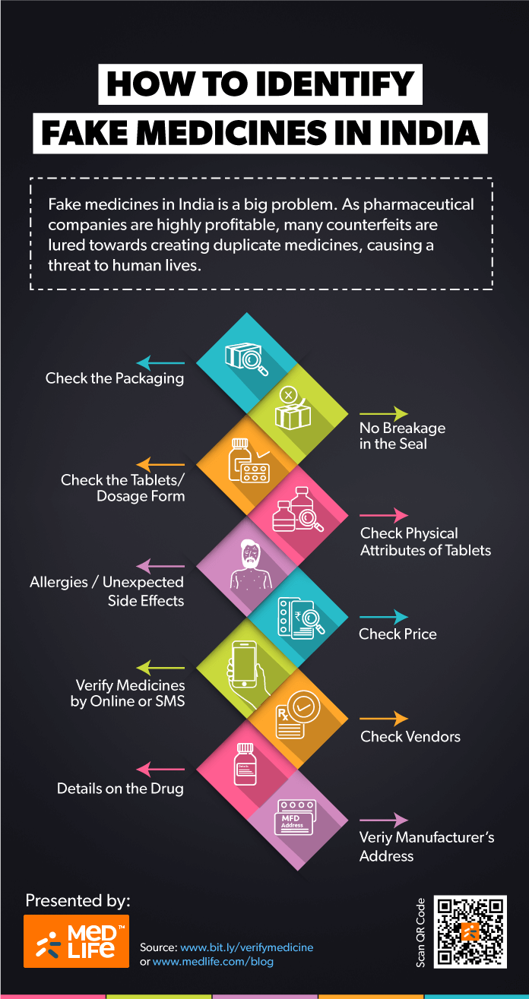 HOW TO IDENTIFY
FAKE MEDICINES IN INDIA
Fake medicines in India is a big problem. As pharmaceutical
companies are highly profitable, many counterfeits are
lured towards creating duplicate medicines, causing a
threat to human lives.
Check the Packaging
No Breakage
in the Seal
Check the Tablets/
Dosage Form
Check Physical
Attributes of Tablets
Allergies / Unexpected
Side Effects
₹
Check Price
Verify Medicines
by Online or SMS
Rx
Check Vendors
Details
Details on the Drug
MFD
Address
Veriy Manufacturer's
Address
Presented by:
MED
LIFE™
Source: www.bit.ly/verifymedicine
or www.medlife.com/blog
Scan QR Code